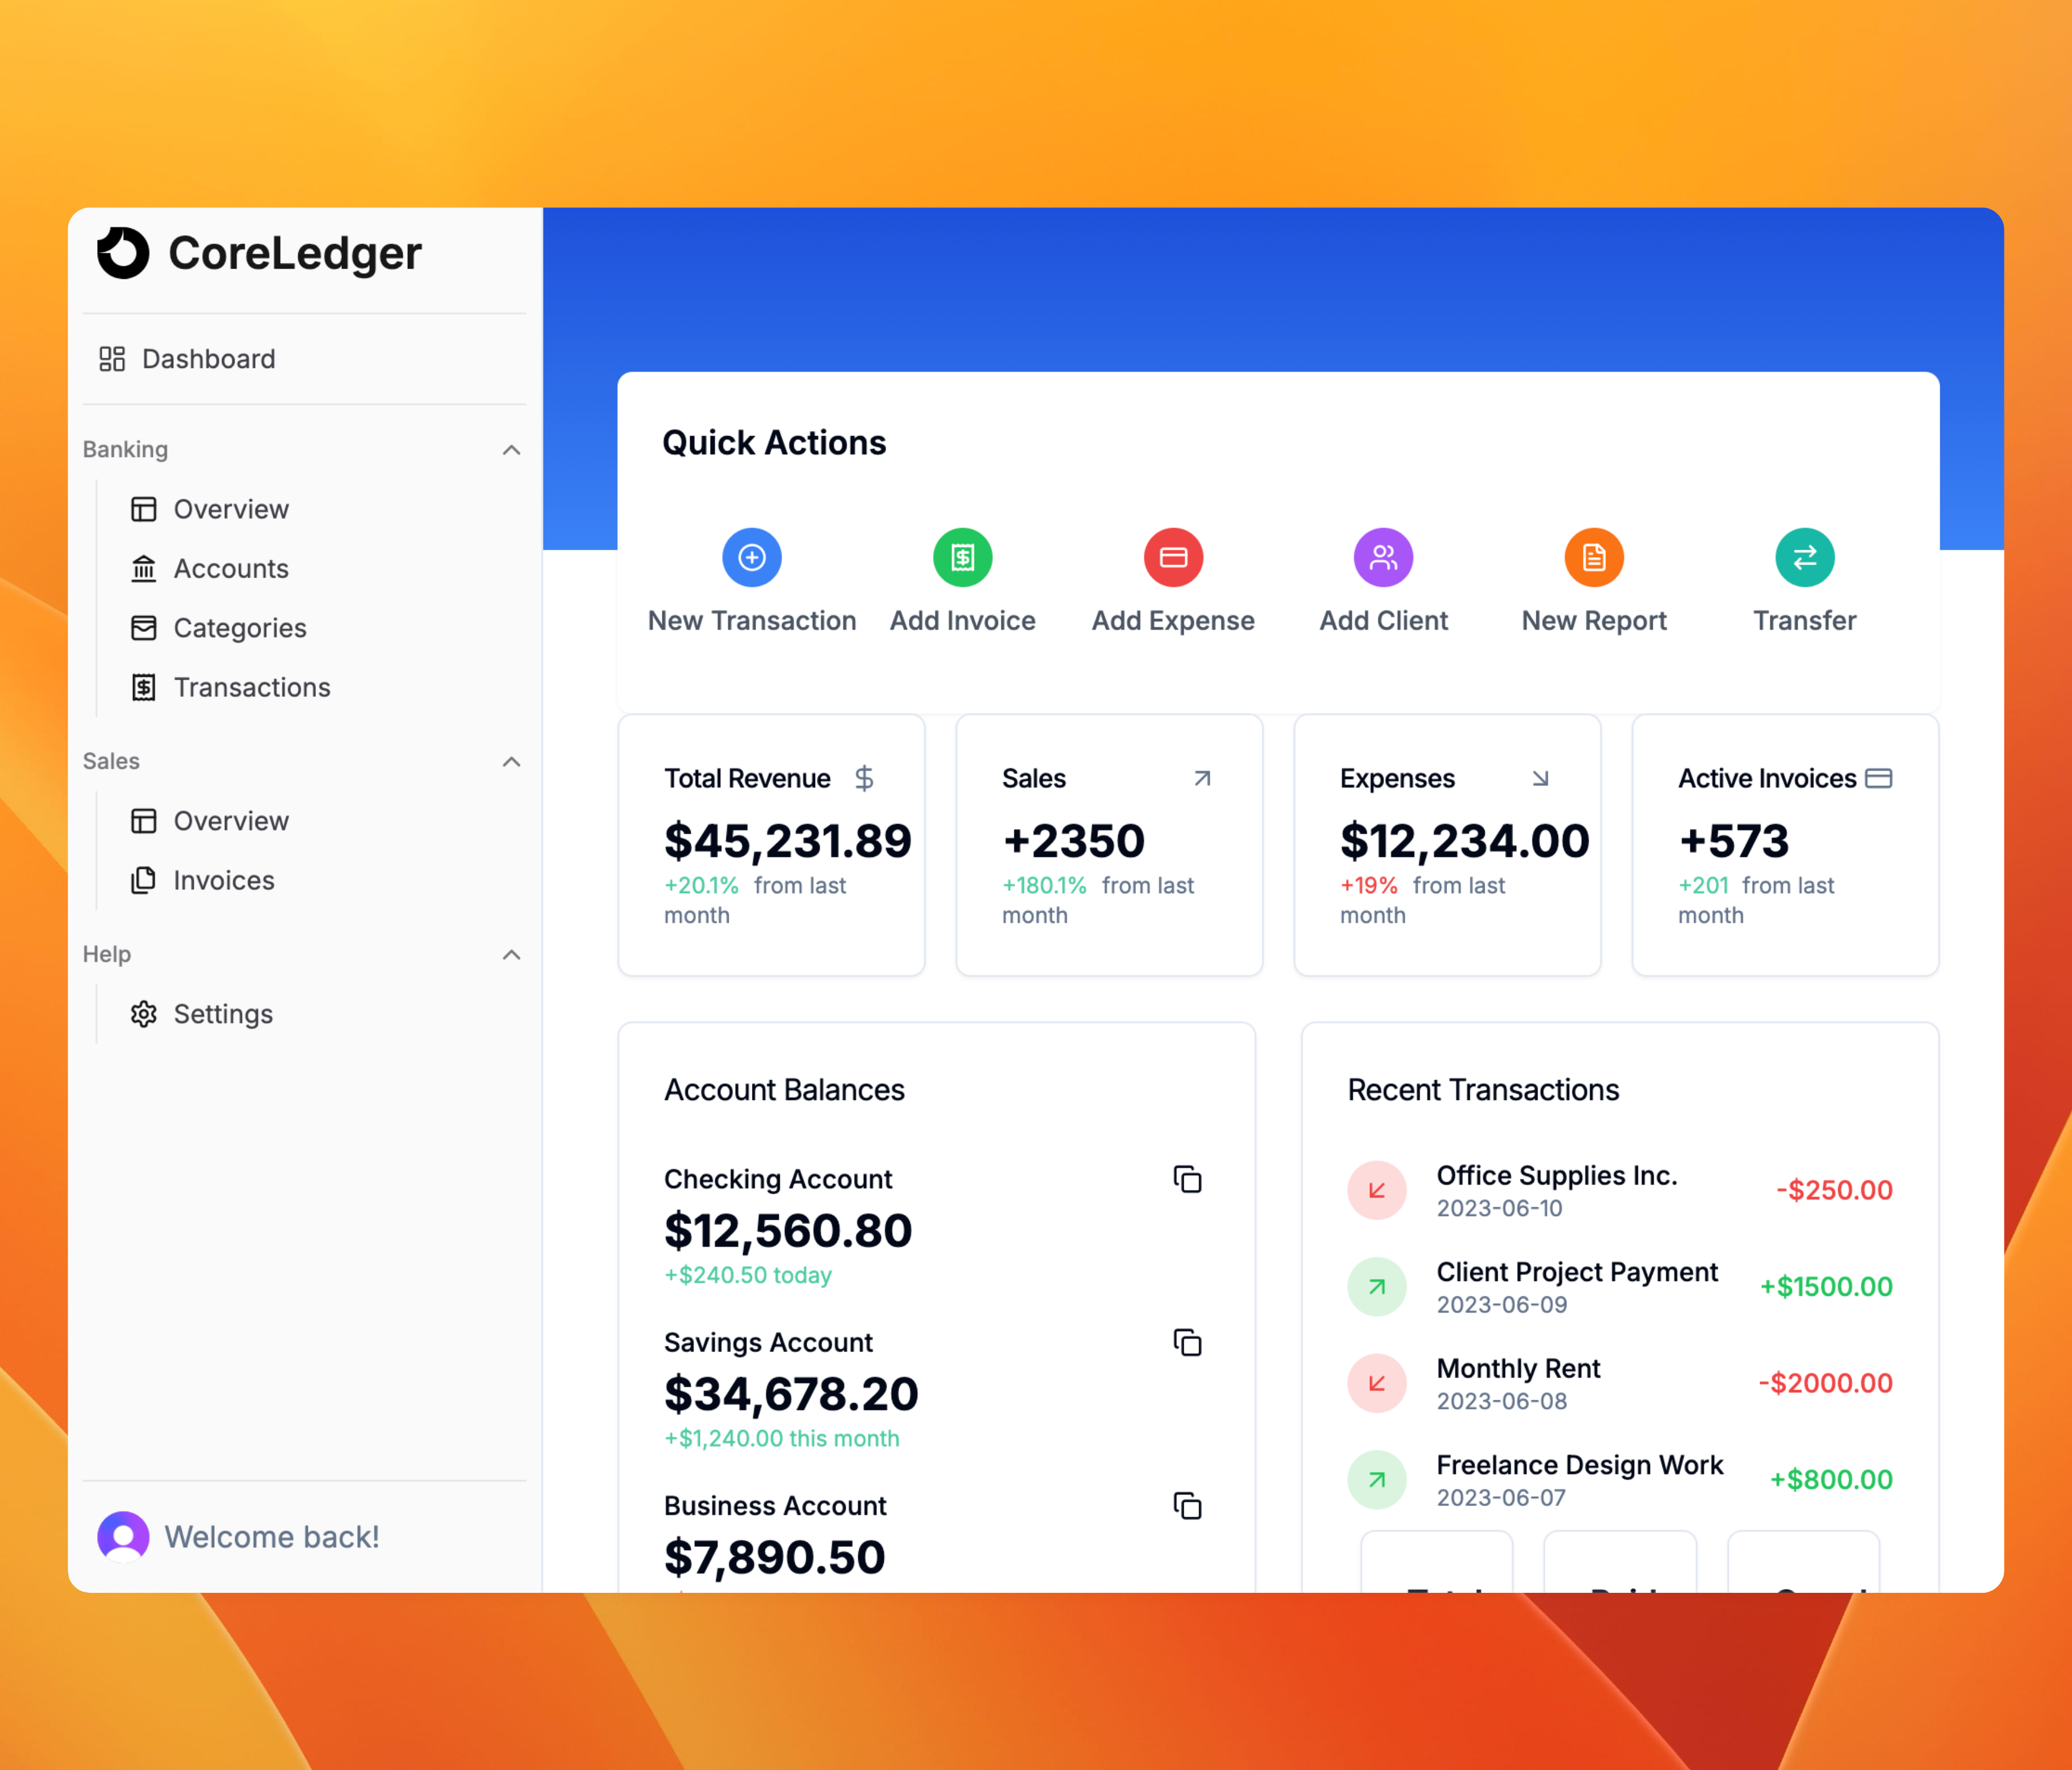 CoreLedger
Dashboard
Banking
Overview
Accounts
Categories
Transactions
Sales
Overview
Invoices
Help
Settings
Welcome back!
Quick Actions
New Transaction
Add Invoice
Add Expense
Add Client
New Report
Transfer
Total Revenue
$45,231.89
+20.1% from last
month
Sales
+2350
+180.1% from last
month
Expenses
$12,234.00
+19% from last
month
Active Invoices
+573
+201 from last
month
Account Balances
Checking Account
$12,560.80
+$240.50 today
Savings Account
$34,678.20
+$1,240.00 this month
Business Account
$7,890.50
Recent Transactions
Office Supplies Inc.
2023-06-10
-$250.00
Client Project Payment
2023-06-09
+$1500.00
Monthly Rent
2023-06-08
-$2000.00
Freelance Design Work
2023-06-07
+$800.00